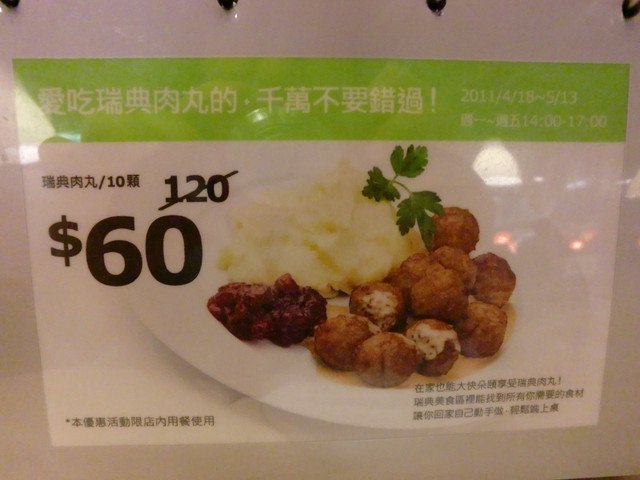 愛吃瑞典肉丸的‧千萬不要錯過！
2011/4/18~5/13
週一~週五14:00-17:00
瑞典肉丸/10顆
120
$60
在家也能大快朵頤享受瑞典肉丸！
瑞典美食區裡能找到所有你需要的食材
讓你回家自己動手做‧輕鬆端上桌
*本優惠活動限店內用餐使用